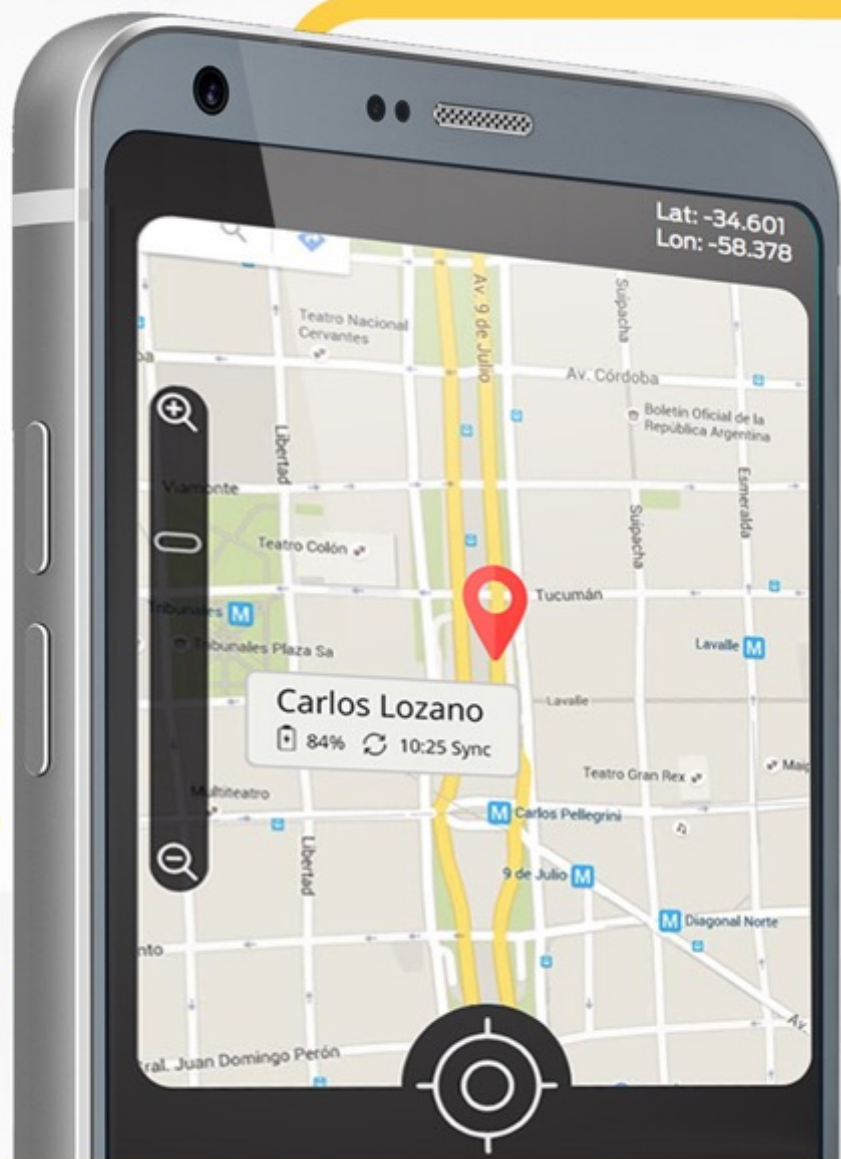 Lat: -34.601
Lon: -58.378
Teatro Nacional
Cervantes
Av. 9 de Julio
Suipacha
Av. Córdoba
Boletín Oficial de la
República Argentina
Libertad
Esmeralda
Viamonte
Suipacha
Teatro Colón
Tucumán
Tribunales M
Lavalle M
Tribunales Plaza Sa
Carlos Lozano
84% 10:25 Sync
Lavalle
Teatro Gran Rex
Maip
Multiteatro
M Carlos Pellegrini
Libertad
9 de Julio M
M Diagonal Norte
nto
Av.
ral. Juan Domingo Perón